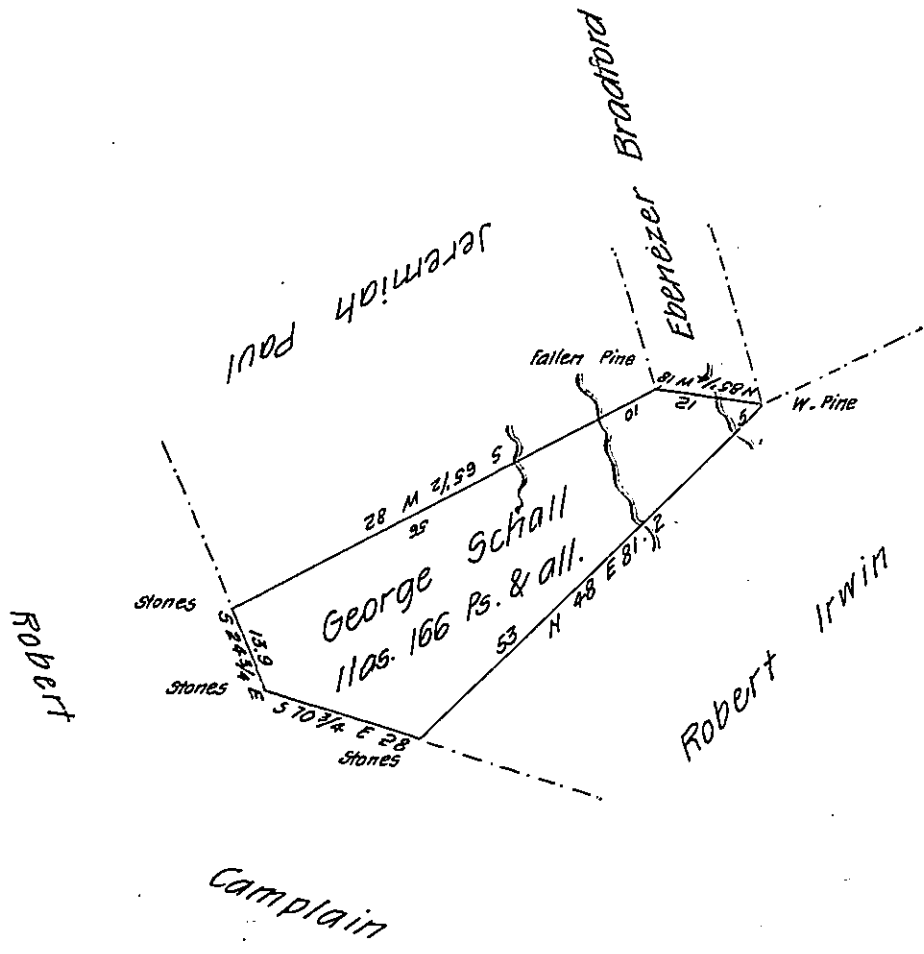 Ebenezer Bradford
Jeremiah Paul
Fallen Pine
N 85 1/4 W 18
12
W. Pine
10
5
S 65 1/2 W 82
56
George Schall
11as. 166 Ps. & all.
53
N 48 E 81.2
Stones
S 24 3/4 E
13.9
Stones
S 70 3/4 E 28
Stones
Robert
Camplain
Robert Irwin